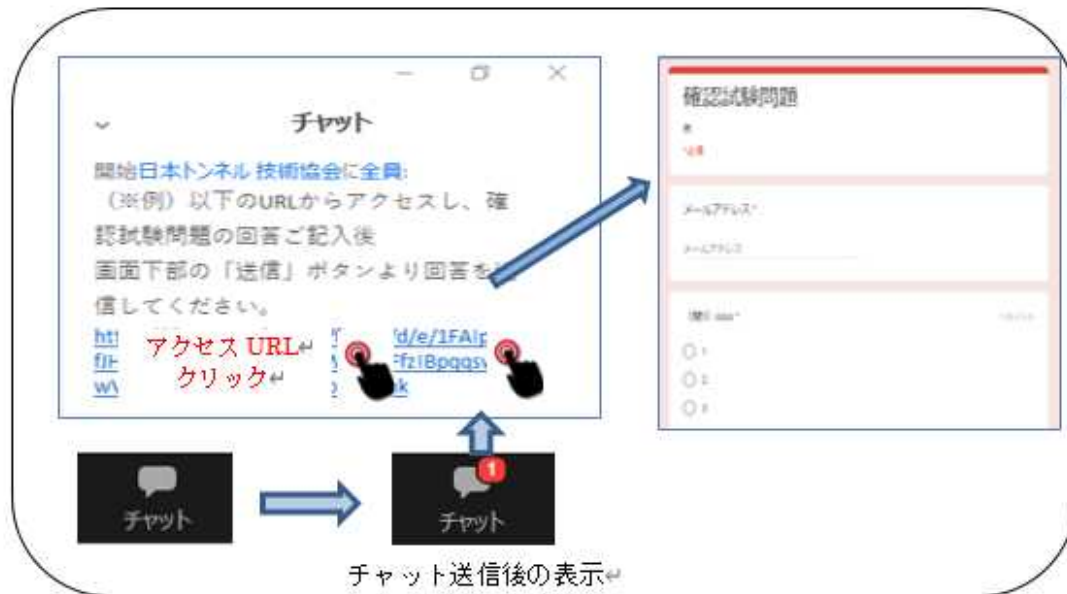 チャット
開始日本トンネル 技術協会に全員:
（※例）以下のURLからアクセスし、確
認試験問題の回答ご記入後
画面下部の「送信」ボタンより回答を
信してください。
アクセス URL↵
クリック↵
/d/e/1FAIp
チャット
1
チャット
チャット送信後の表示↵
確認試験問題
*必須
メールアドレス*
メールアドレス
1
2
3